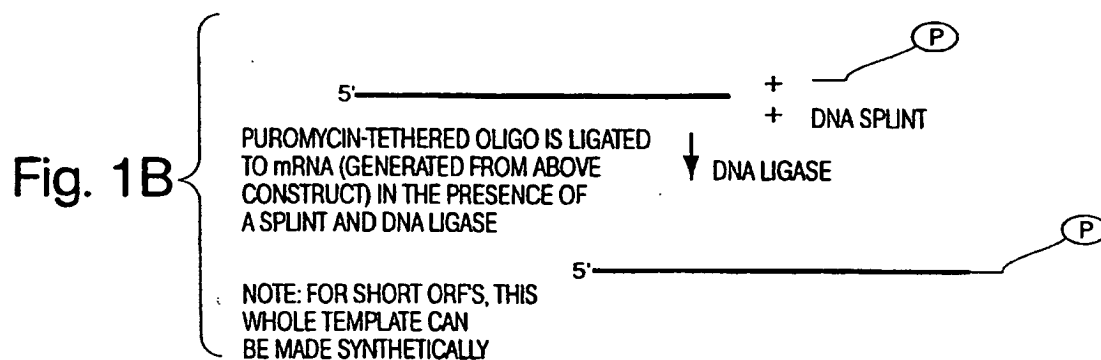 Fig. 1B
5'
+
P
+ DNA SPLINT
PUROMYCIN-TETHERED OLIGO IS LIGATED
TO mRNA (GENERATED FROM ABOVE
CONSTRUCT) IN THE PRESENCE OF
A SPLINT AND DNA LIGASE
DNA LIGASE
5'
P
NOTE: FOR SHORT ORF'S, THIS
WHOLE TEMPLATE CAN
BE MADE SYNTHETICALLY